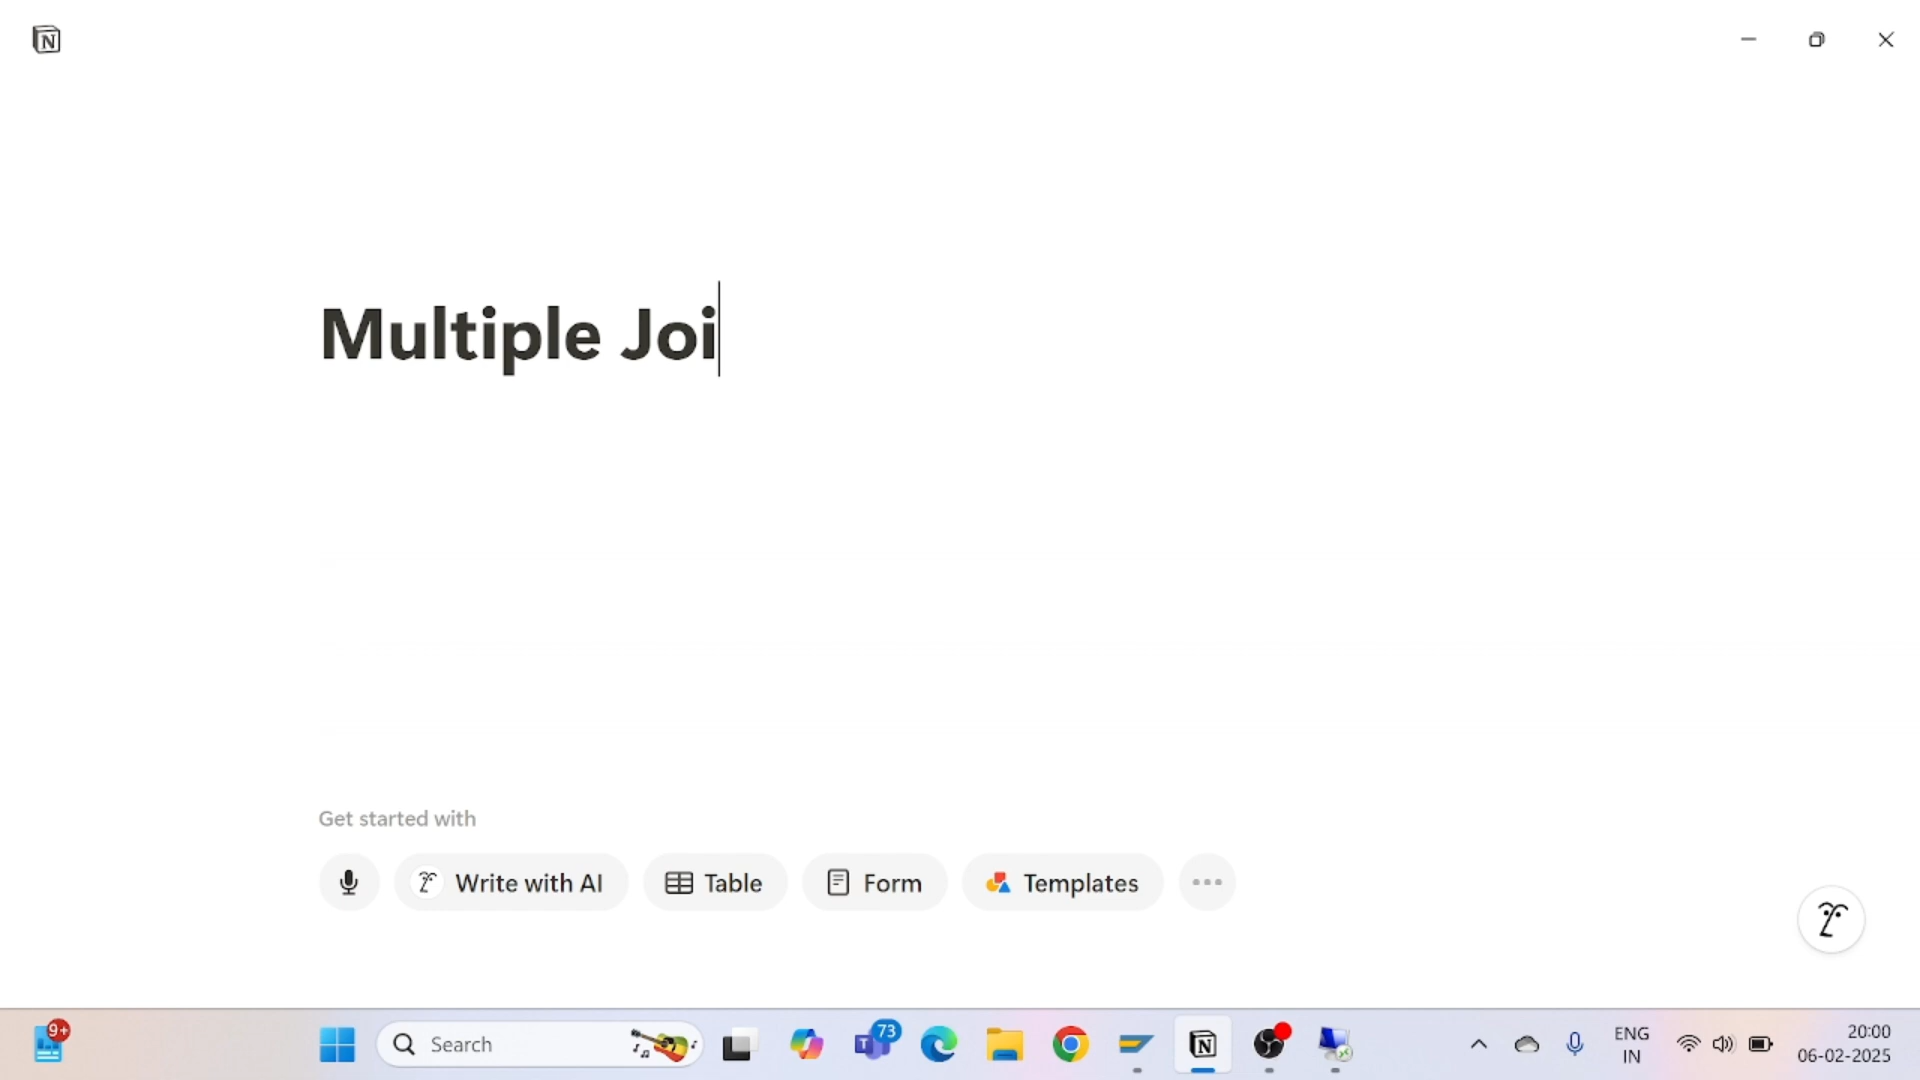 Multiple Joi
Get started with
Write with AI
Table
Form
Templates
9+
Search
73
ENG
IN
20:00
06-02-2025